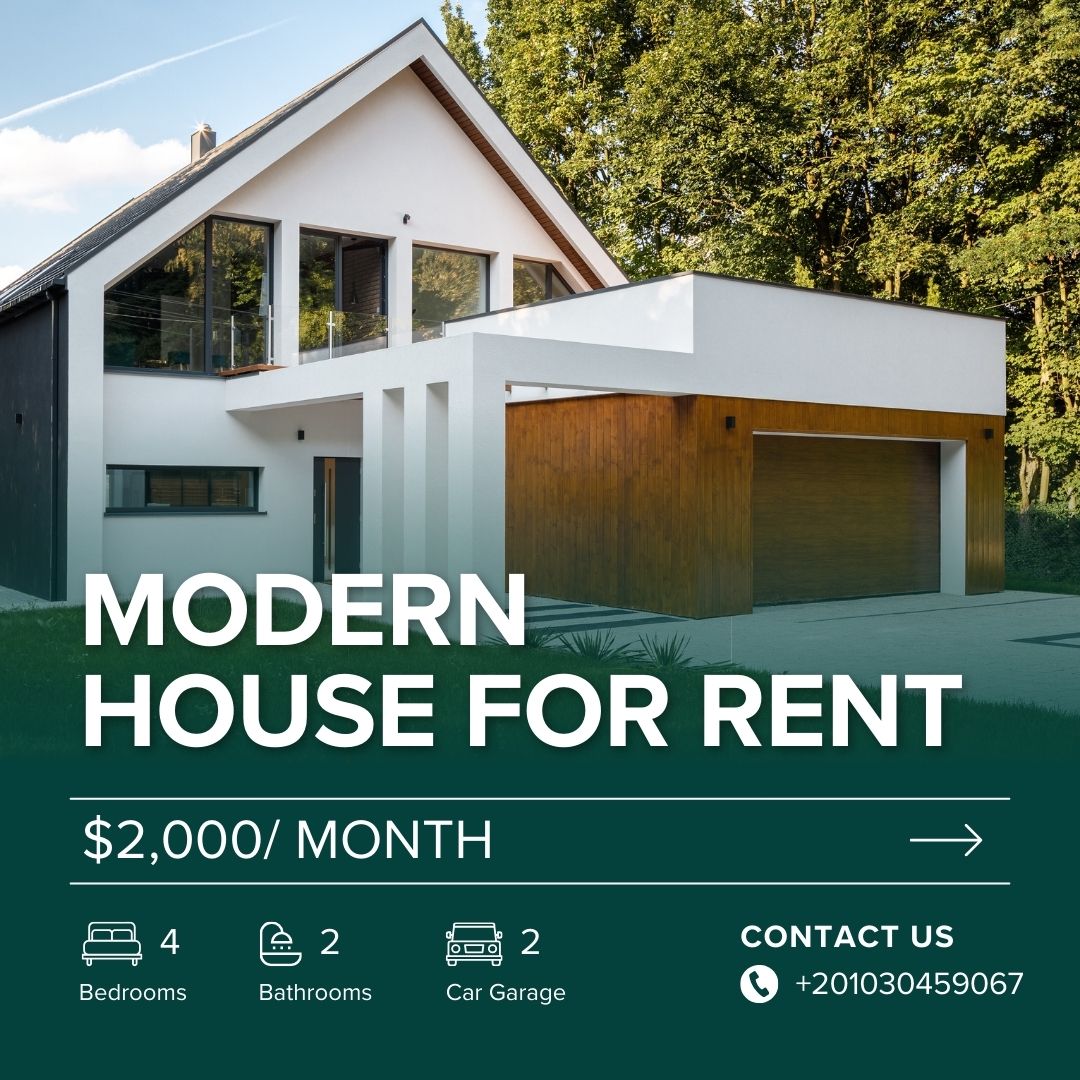 MODERN
HOUSE FOR RENT
$2,000/ MONTH
4
Bedrooms
2
Bathrooms
2
Car Garage
CONTACT US
+201030459067